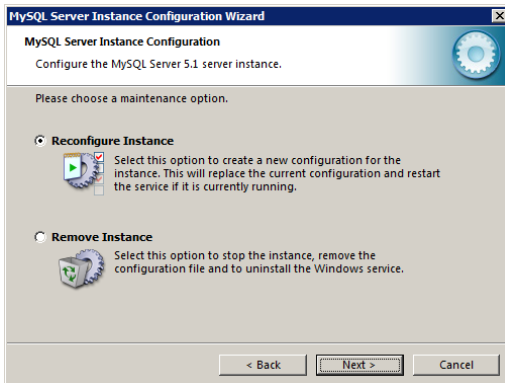 MySQL Server Instance Configuration Wizard
MySQL Server Instance Configuration
Configure the MySQL Server 5.1 server instance.
Please choose a maintenance option.
Reconfigure Instance
Select this option to create a new configuration for the
instance. This will replace the current configuration and restart
the service if it is currently running.
Remove Instance
Select this option to stop the instance, remove the
configuration file and to uninstall the Windows service.
< Back
Next >
Cancel